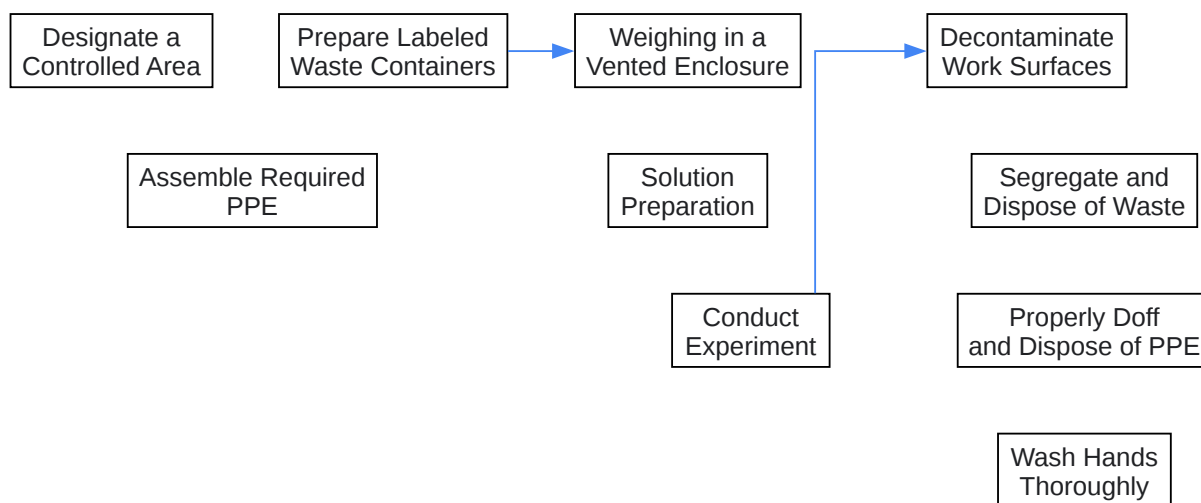 Designate a
Controlled Area
Prepare Labeled
Waste Containers
Weighing in a
Vented Enclosure
Decontaminate
Work Surfaces
Assemble Required
PPE
Solution
Preparation
Segregate and
Dispose of Waste
Conduct
Experiment
Properly Doff
and Dispose of PPE
Wash Hands
Thoroughly